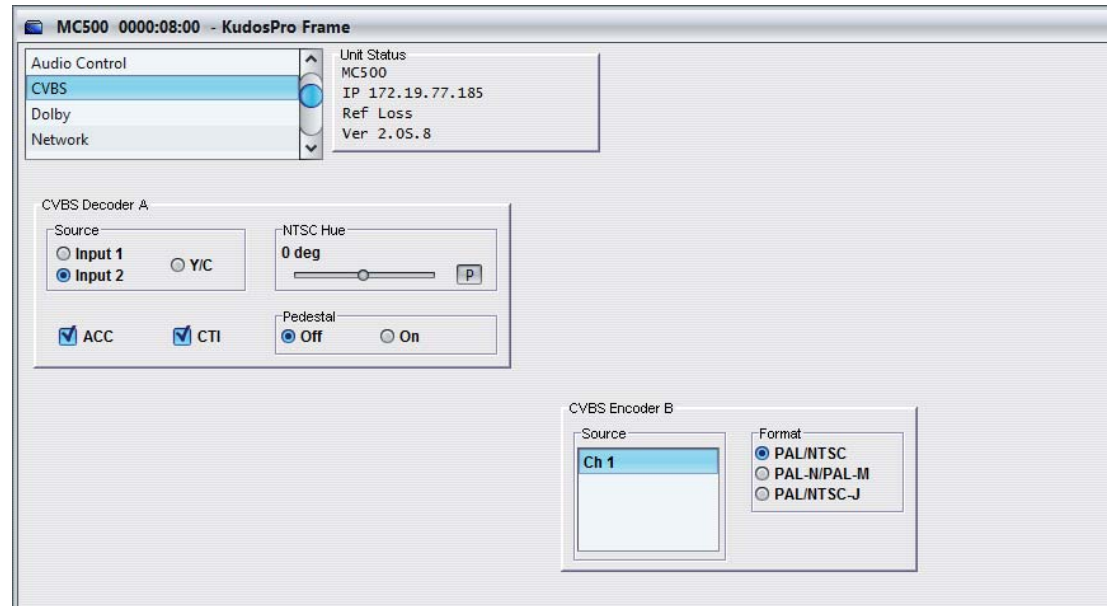 MC500 0000:08:00 - KudosPro Frame
Audio Control
CVBS
Dolby
Network
Unit Status
MC500
IP 172.19.77.185
Ref Loss
Ver 2.0S.8
CVBS Decoder A
Source
Input 1
Input 2
Y/C
NTSC Hue
0 deg
P
ACC
CTI
Pedestal
Off
On
CVBS Encoder B
Source
Ch 1
Format
PAL/NTSC
PAL-N/PAL-M
PAL/NTSC-J